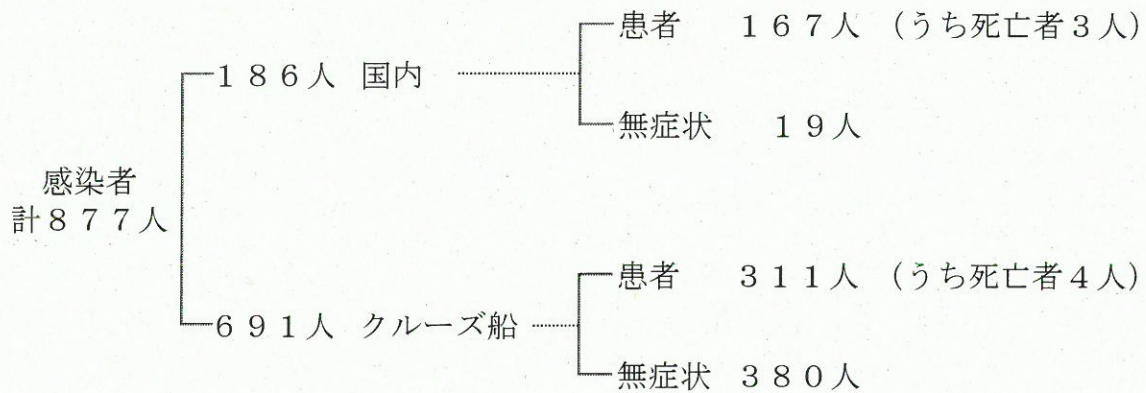 患者 １６７人 （うち死亡者３人）
１８６人 国内
無症状 １９人
感染者
計８７７人
患者 ３１１人 （うち死亡者４人）
６９１人 クルーズ船
無症状 ３８０人